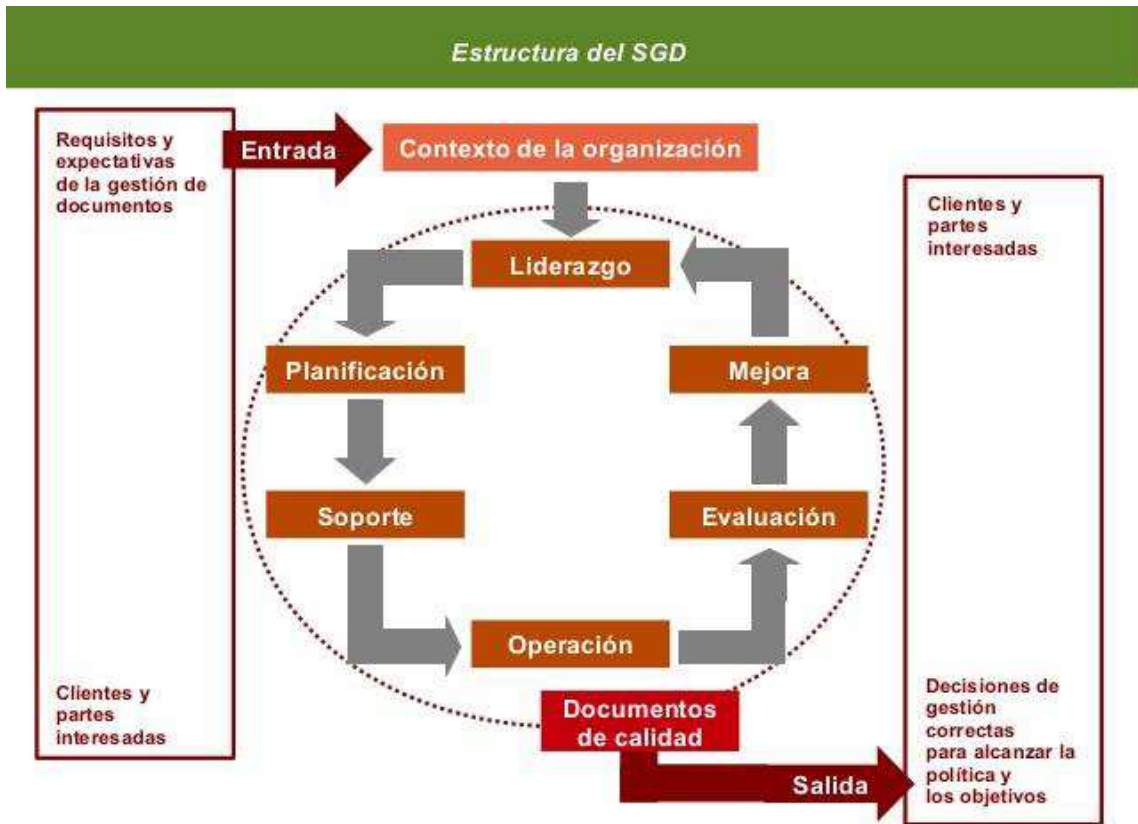 Estructura del SGD
Requisitos y
expectativas
de la gestión de
documentos
Entrada
Contexto de la organización
Clientes y
partes
interesadas
Liderazgo
Planificación
Mejora
Soporte
Evaluación
Operación
Clientes y
partes
interesadas
Documentos
de calidad
Salida
Decisiones de
gestión
correctas
para alcanzar la
política y
los objetivos